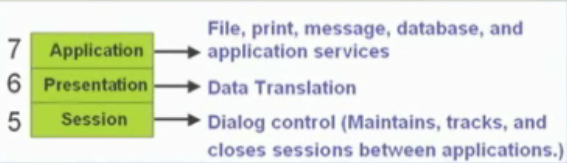 File, print, message, database, and
7 Application application services
6 Presentation Data Translation
5 Session Dialog control (Maintains, tracks, and
closes sessions between applications.)